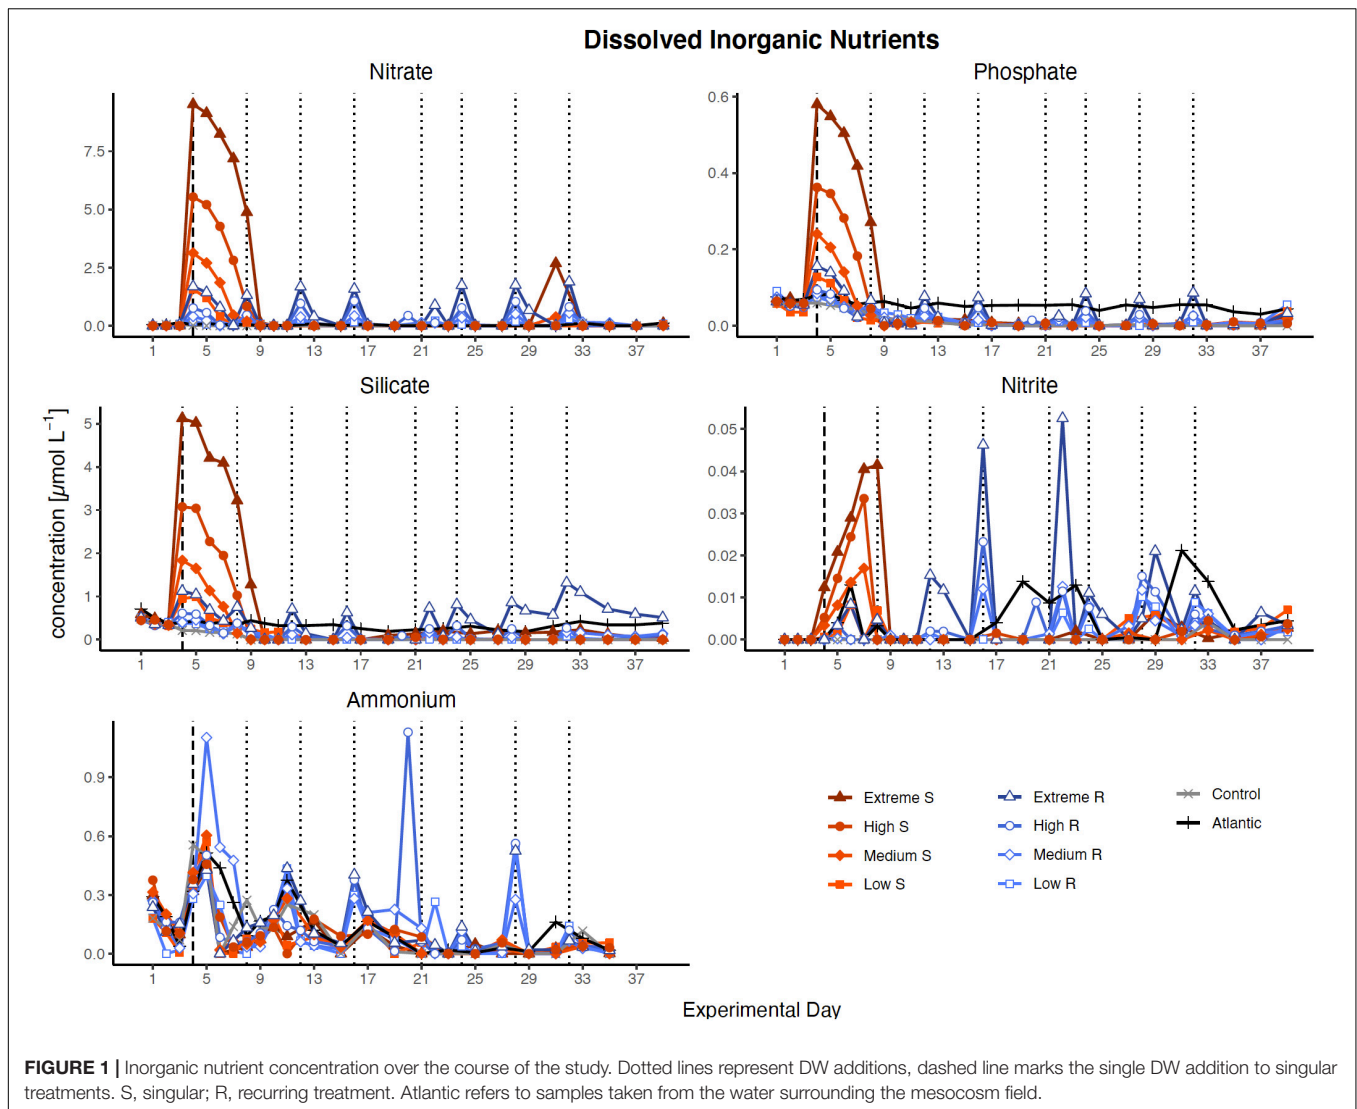 Dissolved Inorganic Nutrients
Nitrate
7.5
5.0
2.5
0.0
1 5 9 13 17 21 25 29 33 37
Phosphate
0.6
0.4
0.2
0.0
1 5 9 13 17 21 25 29 33 37
Silicate
5
4
3
2
1
0
1 5 9 13 17 21 25 29 33 37
Nitrite
0.05
0.04
0.03
0.02
0.01
0.00
1 5 9 13 17 21 25 29 33 37
concentration [µmol L⁻¹]
Ammonium
0.9
0.6
0.3
0.0
1 5 9 13 17 21 25 29 33 37
Extreme S
High S
Medium S
Low S
Extreme R
High R
Medium R
Low R
Control
Atlantic
Experimental Day
FIGURE 1 | Inorganic nutrient concentration over the course of the study. Dotted lines represent DW additions, dashed line marks the single DW addition to singular
treatments. S, singular; R, recurring treatment. Atlantic refers to samples taken from the water surrounding the mesocosm field.